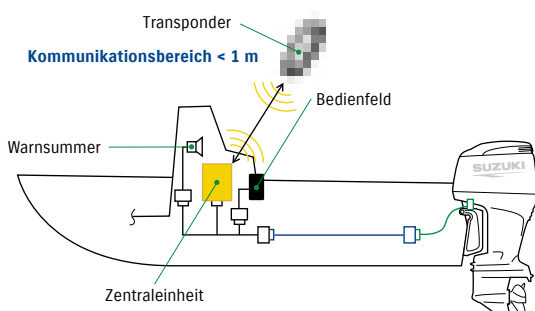 Transponder
Kommunikationsbereich < 1 m
Bedienfeld
Warnsummer
SUZUKI
Zentraleinheit